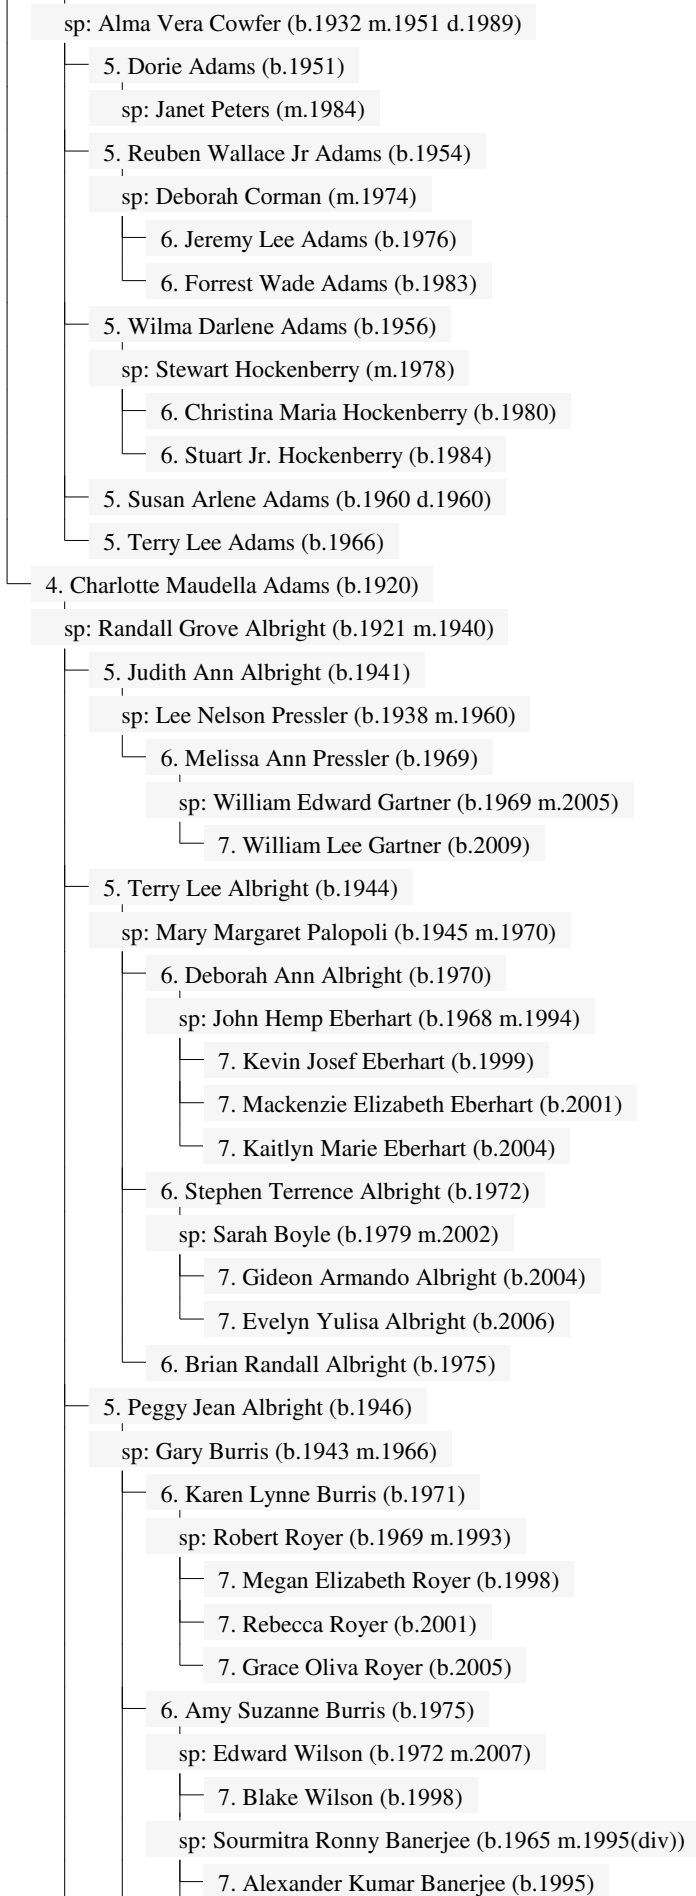 sp: Alma Vera Cowfer (b.1932 m.1951 d.1989)
5. Dorie Adams (b.1951)
sp: Janet Peters (m.1984)
5. Reuben Wallace Jr Adams (b.1954)
sp: Deborah Corman (m.1974)
6. Jeremy Lee Adams (b.1976)
6. Forrest Wade Adams (b.1983)
5. Wilma Darlene Adams (b.1956)
sp: Stewart Hockenberry (m.1978)
6. Christina Maria Hockenberry (b.1980)
6. Stuart Jr. Hockenberry (b.1984)
5. Susan Arlene Adams (b.1960 d.1960)
5. Terry Lee Adams (b.1966)
4. Charlotte Maudella Adams (b.1920)
sp: Randall Grove Albright (b.1921 m.1940)
5. Judith Ann Albright (b.1941)
sp: Lee Nelson Pressler (b.1938 m.1960)
6. Melissa Ann Pressler (b.1969)
sp: William Edward Gartner (b.1969 m.2005)
7. William Lee Gartner (b.2009)
5. Terry Lee Albright (b.1944)
sp: Mary Margaret Palopoli (b.1945 m.1970)
6. Deborah Ann Albright (b.1970)
sp: John Hemp Eberhart (b.1968 m.1994)
7. Kevin Josef Eberhart (b.1999)
7. Mackenzie Elizabeth Eberhart (b.2001)
7. Kaitlyn Marie Eberhart (b.2004)
6. Stephen Terrence Albright (b.1972)
sp: Sarah Boyle (b.1979 m.2002)
7. Gideon Armando Albright (b.2004)
7. Evelyn Yulisa Albright (b.2006)
6. Brian Randall Albright (b.1975)
5. Peggy Jean Albright (b.1946)
sp: Gary Burris (b.1943 m.1966)
6. Karen Lynne Burris (b.1971)
sp: Robert Royer (b.1969 m.1993)
7. Megan Elizabeth Royer (b.1998)
7. Rebecca Royer (b.2001)
7. Grace Oliva Royer (b.2005)
6. Amy Suzanne Burris (b.1975)
sp: Edward Wilson (b.1972 m.2007)
7. Blake Wilson (b.1998)
sp: Sourmitra Ronny Banerjee (b.1965 m.1995(div))
7. Alexander Kumar Banerjee (b.1995)